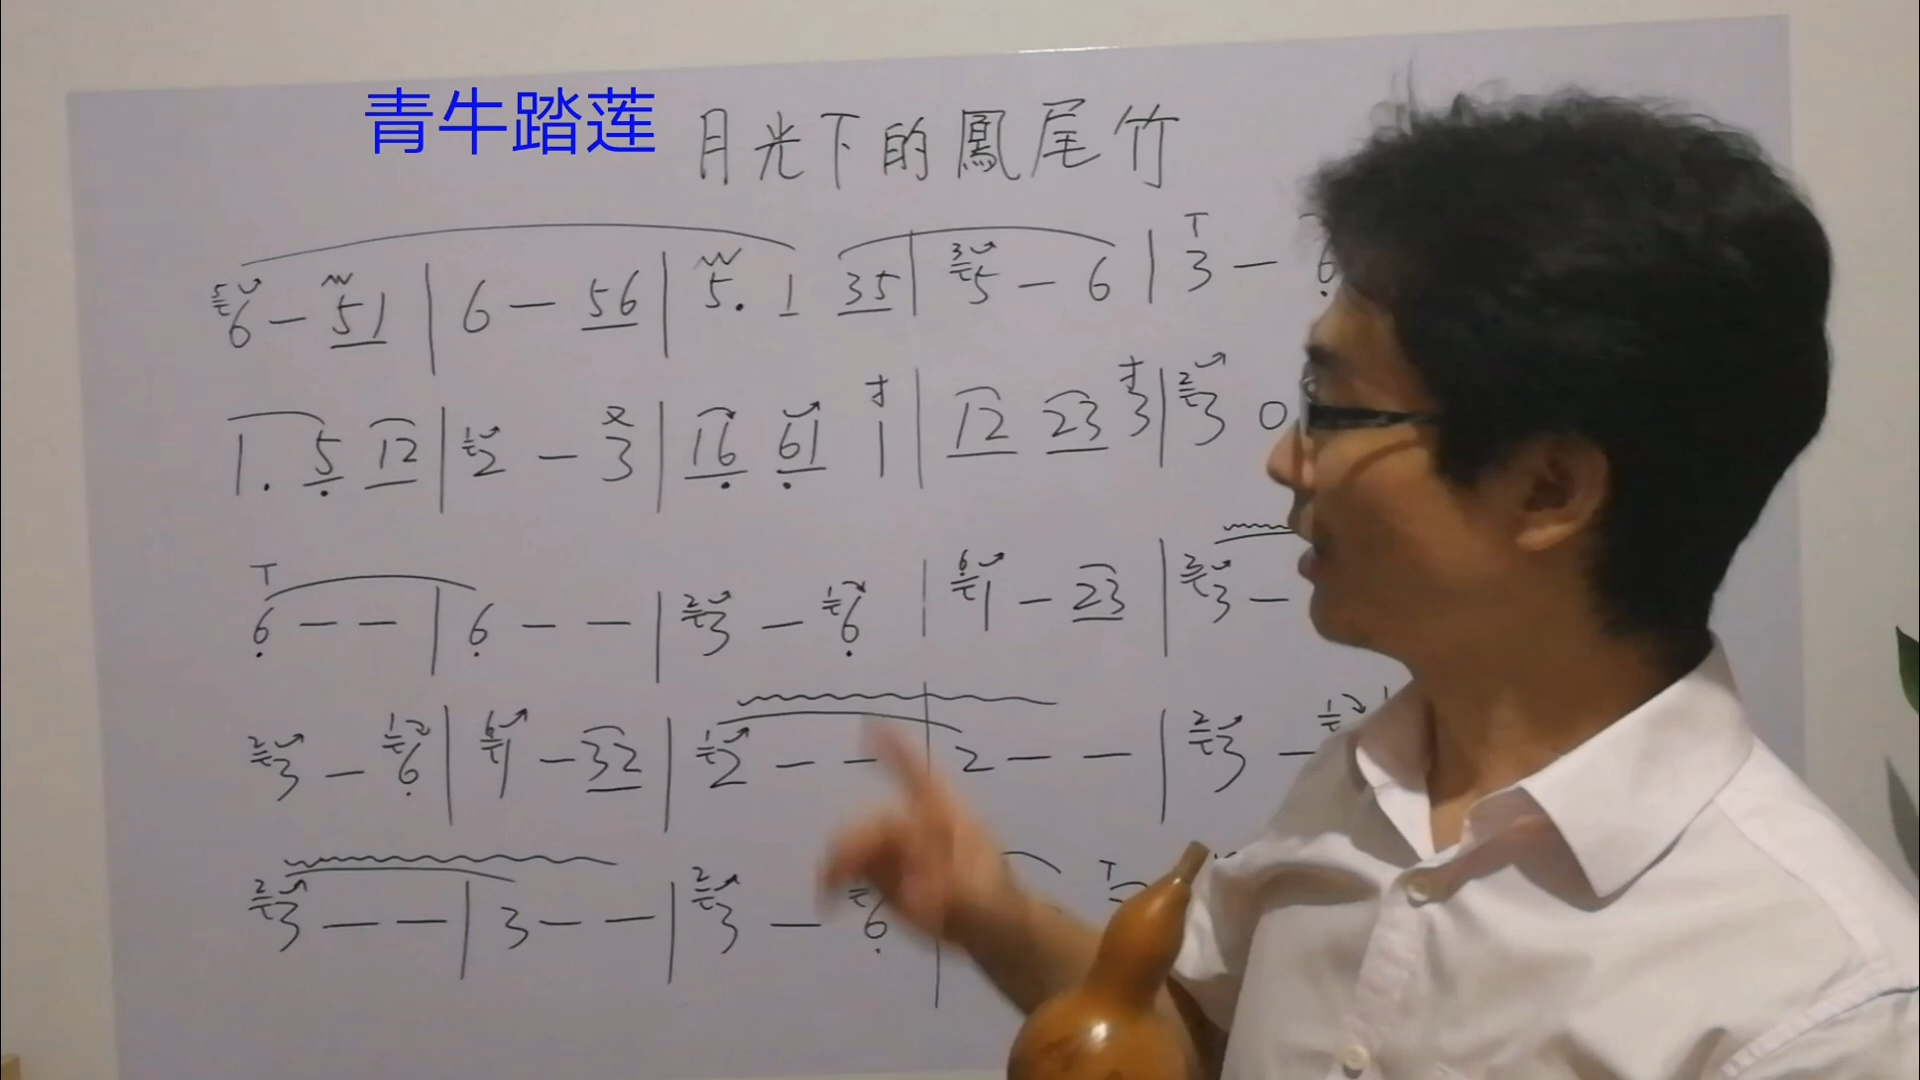 青牛踏莲 月光下的鳳尾竹
6 — 51 | 6 — 56 | 5. 1 35 | 5 — 6 | 3 — 6
1. 5 12 | 2 — 3 | 16 61 1 | 12 23 3 | 3 0
6 — — | 6 — — | 3 — 6 | 1 — 23 | 3 —
3 — 6 | 1 — 32 | 2 — — | 2 — — | 3 —
3 — — | 3 — — | 3 — 6 |